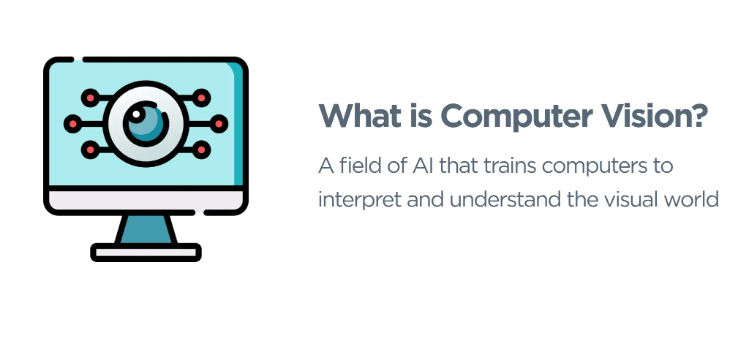 What is Computer Vision?
A field of AI that trains computers to
interpret and understand the visual world